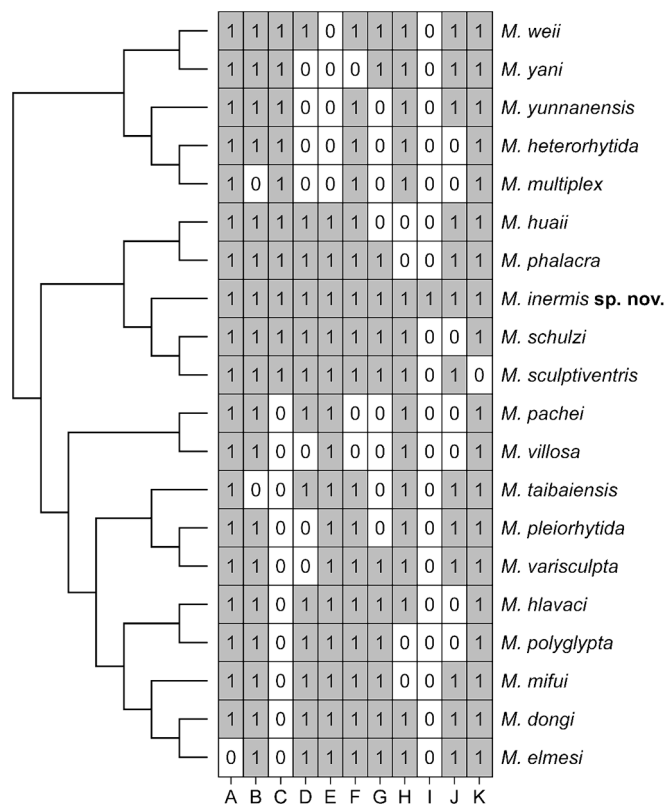 1 1 1 1 0 1 1 1 0 1 1 M. weii
1 1 1 0 0 0 1 1 0 1 1 M. yani
1 1 1 0 0 1 0 1 0 1 1 M. yunnanensis
1 1 1 0 0 1 0 1 0 0 1 M. heterorhytida
1 0 1 0 0 1 0 1 0 0 1 M. multiplex
1 1 1 1 1 1 0 0 0 1 1 M. huaii
1 1 1 1 1 1 1 0 0 1 1 M. phalacra
1 1 1 1 1 1 1 1 1 1 1 M. inermis sp. nov.
1 1 1 1 1 1 1 1 0 0 1 M. schulzi
1 1 1 1 1 1 1 1 0 1 0 M. sculptiventris
1 1 0 1 1 0 0 1 0 0 1 M. pachei
1 1 0 0 1 0 0 1 0 0 1 M. villosa
1 0 0 1 1 1 0 1 0 1 1 M. taibaiensis
1 1 0 0 1 1 0 1 0 1 1 M. pleiorhytida
1 1 0 0 1 1 1 1 0 1 1 M. varisculpta
1 1 0 1 1 1 1 1 0 0 1 M. hlavaci
1 1 0 1 1 1 1 0 0 0 1 M. polyglypta
1 1 0 1 1 1 1 0 0 1 1 M. mifui
1 1 0 1 1 1 1 1 0 1 1 M. dongi
0 1 0 1 1 1 1 1 0 1 1 M. elmesi
A B C D E F G H I J K